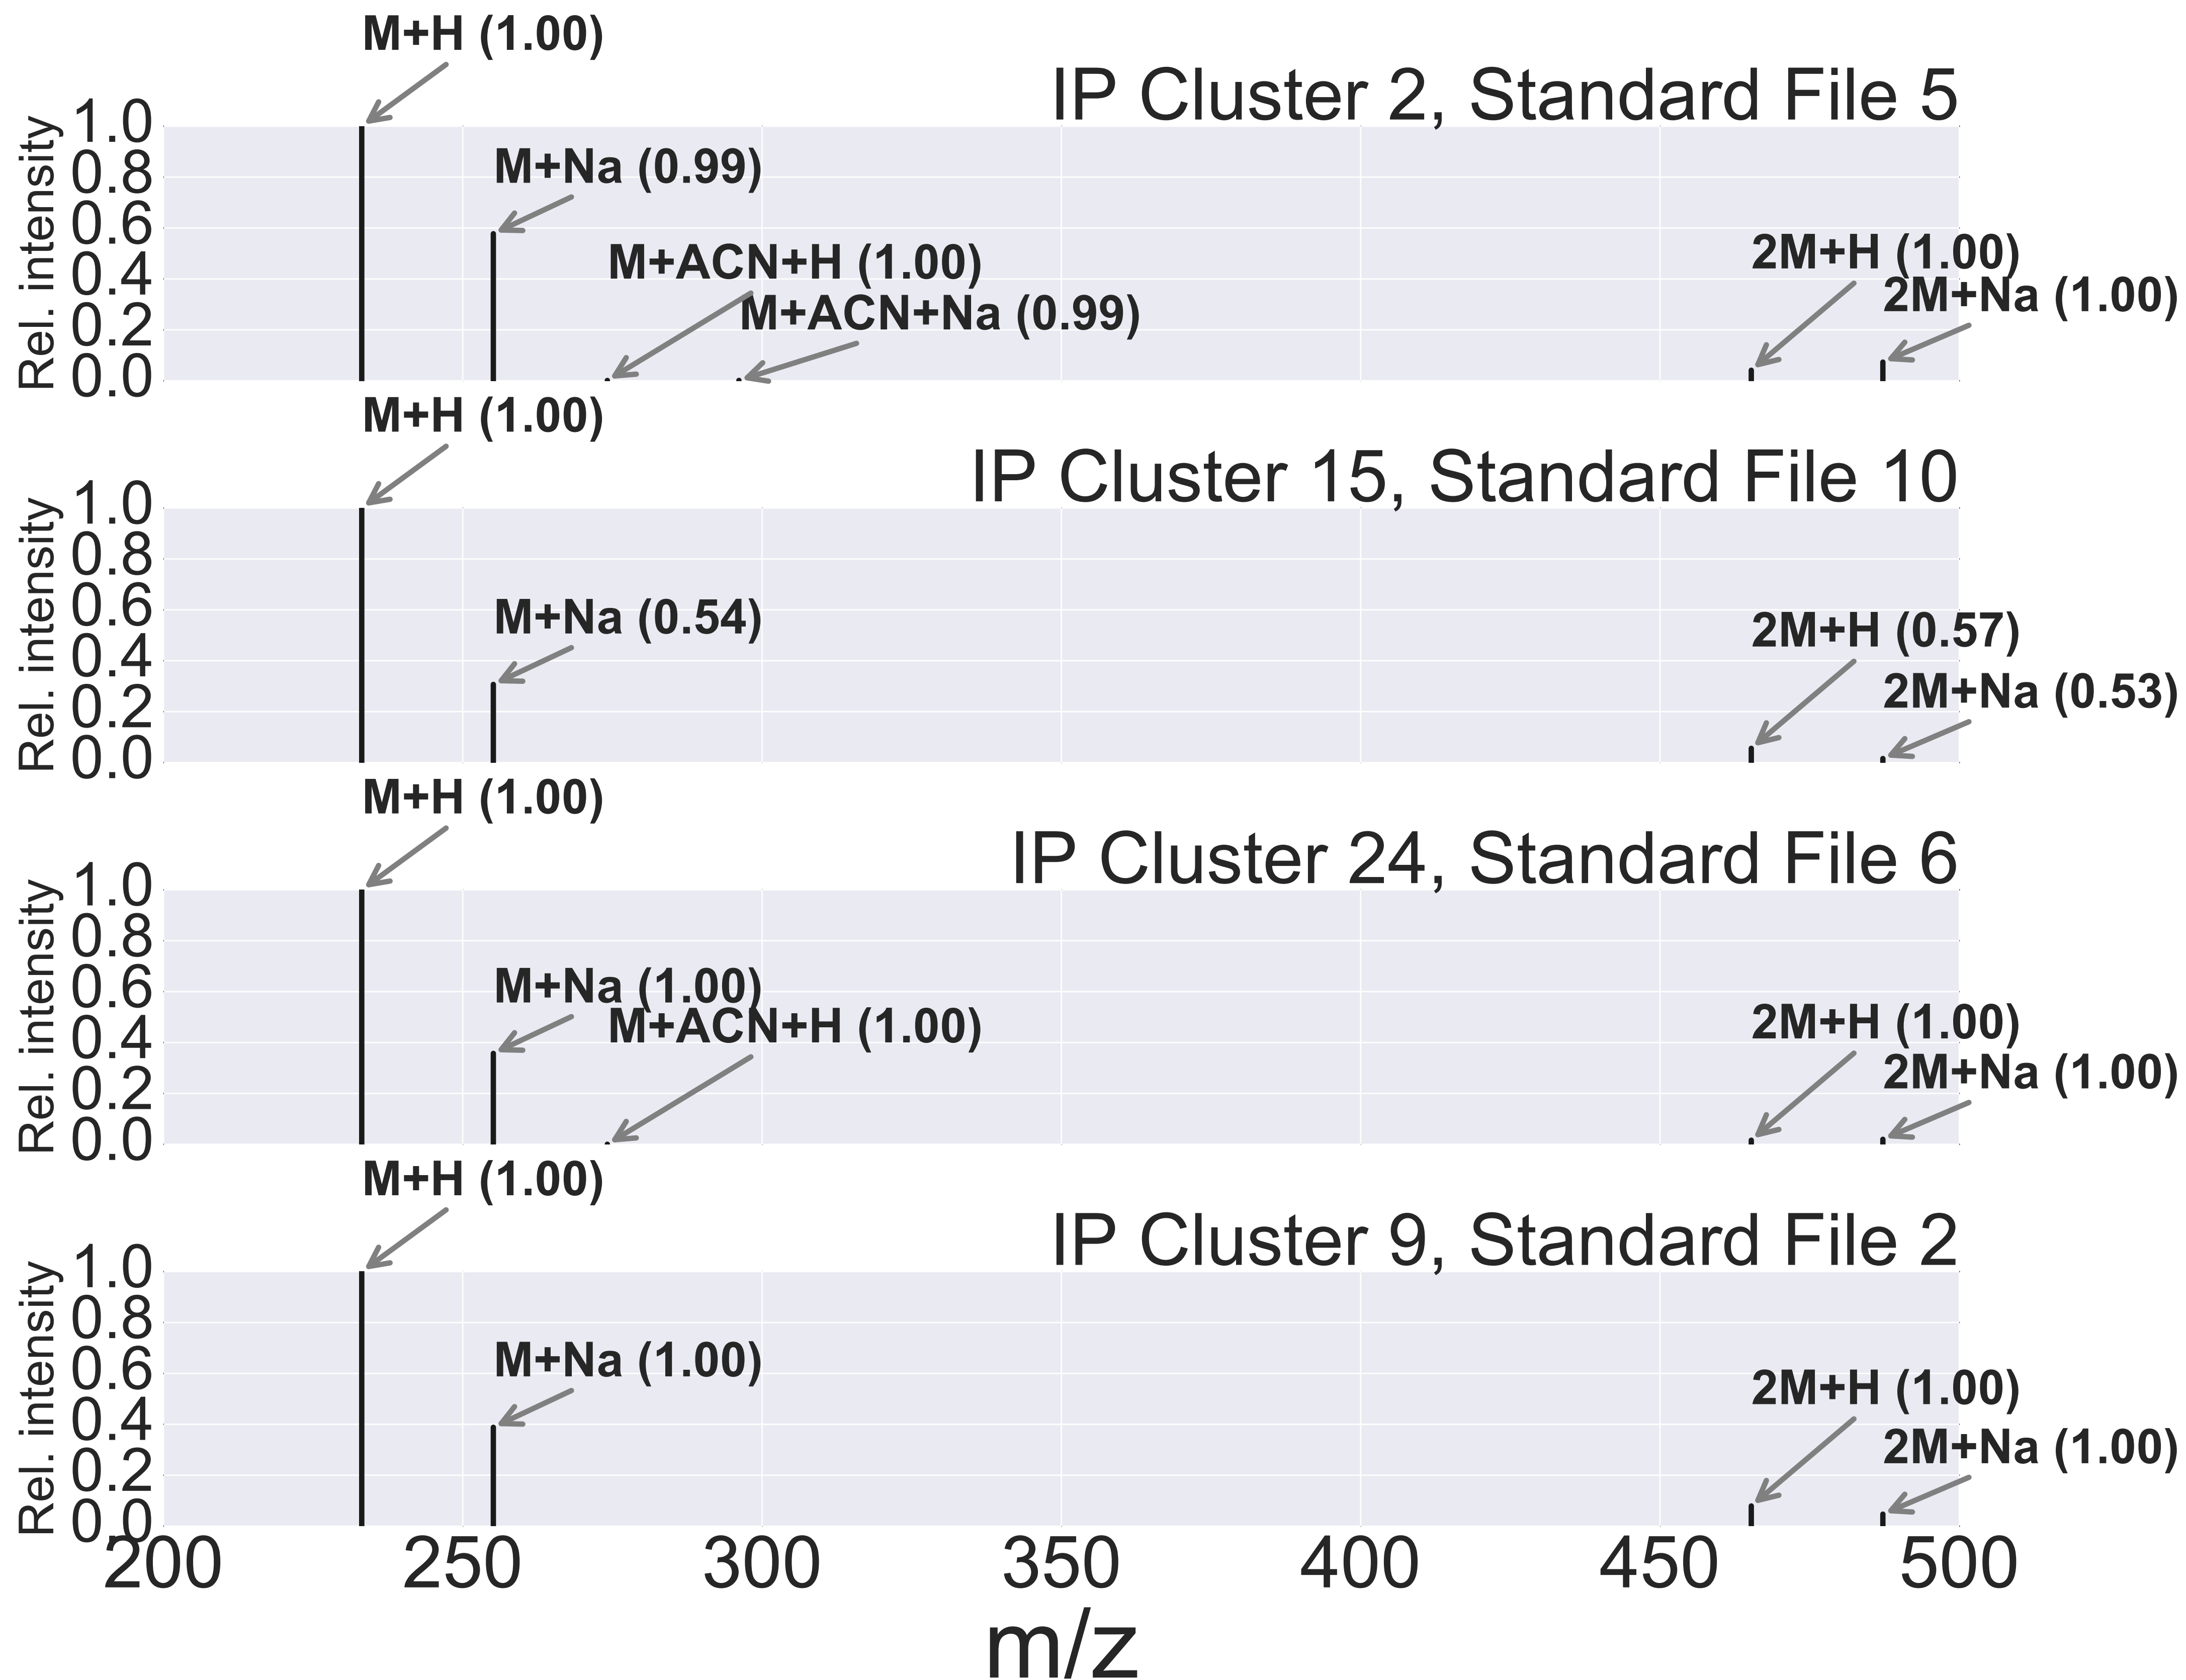 M+H (1.00)
IP Cluster 2, Standard File 5
Rel. intensity
1.0
0.8
0.6
0.4
0.2
0.0
M+Na (0.99)
M+ACN+H (1.00)
M+ACN+Na (0.99)
2M+H (1.00)
2M+Na (1.00)
M+H (1.00)
IP Cluster 15, Standard File 10
Rel. intensity
1.0
0.8
0.6
0.4
0.2
0.0
M+Na (0.54)
2M+H (0.57)
2M+Na (0.53)
M+H (1.00)
IP Cluster 24, Standard File 6
Rel. intensity
1.0
0.8
0.6
0.4
0.2
0.0
M+Na (1.00)
M+ACN+H (1.00)
2M+H (1.00)
2M+Na (1.00)
M+H (1.00)
IP Cluster 9, Standard File 2
Rel. intensity
1.0
0.8
0.6
0.4
0.2
0.0
M+Na (1.00)
2M+H (1.00)
2M+Na (1.00)
200 250 300 350 400 450 500
m/z